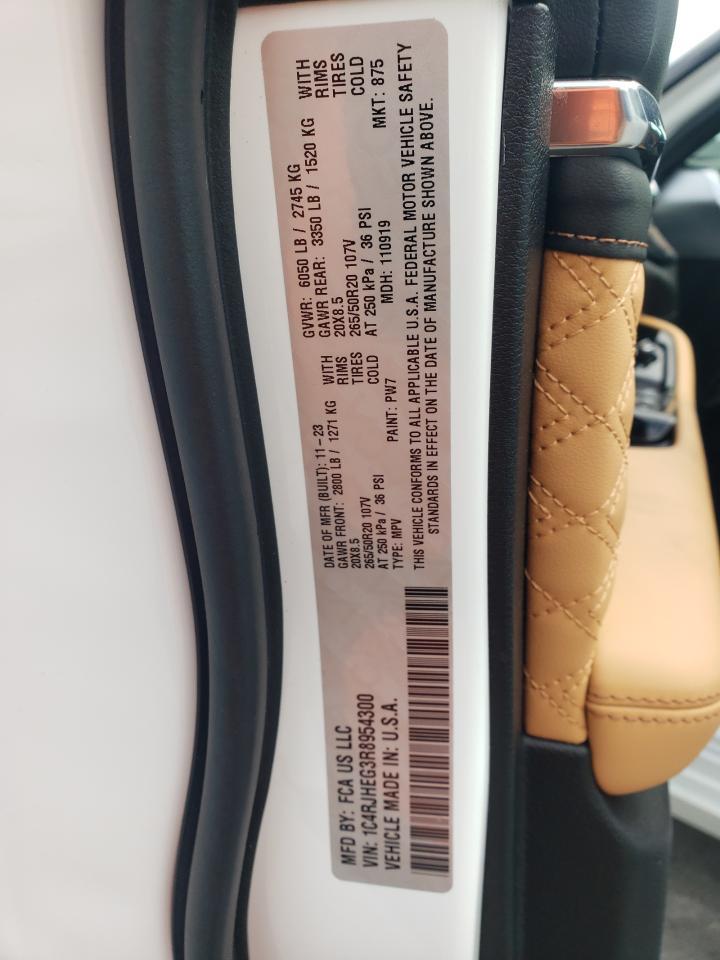 MFD BY: FCA US LLC
VIN: 1C4RJHEG3R8954300
VEHICLE MADE IN: U.S.A.
DATE OF MFR (BUILT): 11-23
GAWR FRONT: 2800 LB / 1271 KG WITH
20X8.5 RIMS
265/50R20 107V TIRES
AT 250 kPa / 36 PSI COLD
TYPE: MPV PAINT: PW7
GVWR: 6050 LB / 2745 KG
GAWR REAR: 3350 LB / 1520 KG WITH
20X8.5 RIMS
265/50R20 107V TIRES
AT 250 kPa / 36 PSI COLD
MDH: 110919 MKT: 875
THIS VEHICLE CONFORMS TO ALL APPLICABLE U.S.A. FEDERAL MOTOR VEHICLE SAFETY
STANDARDS IN EFFECT ON THE DATE OF MANUFACTURE SHOWN ABOVE.